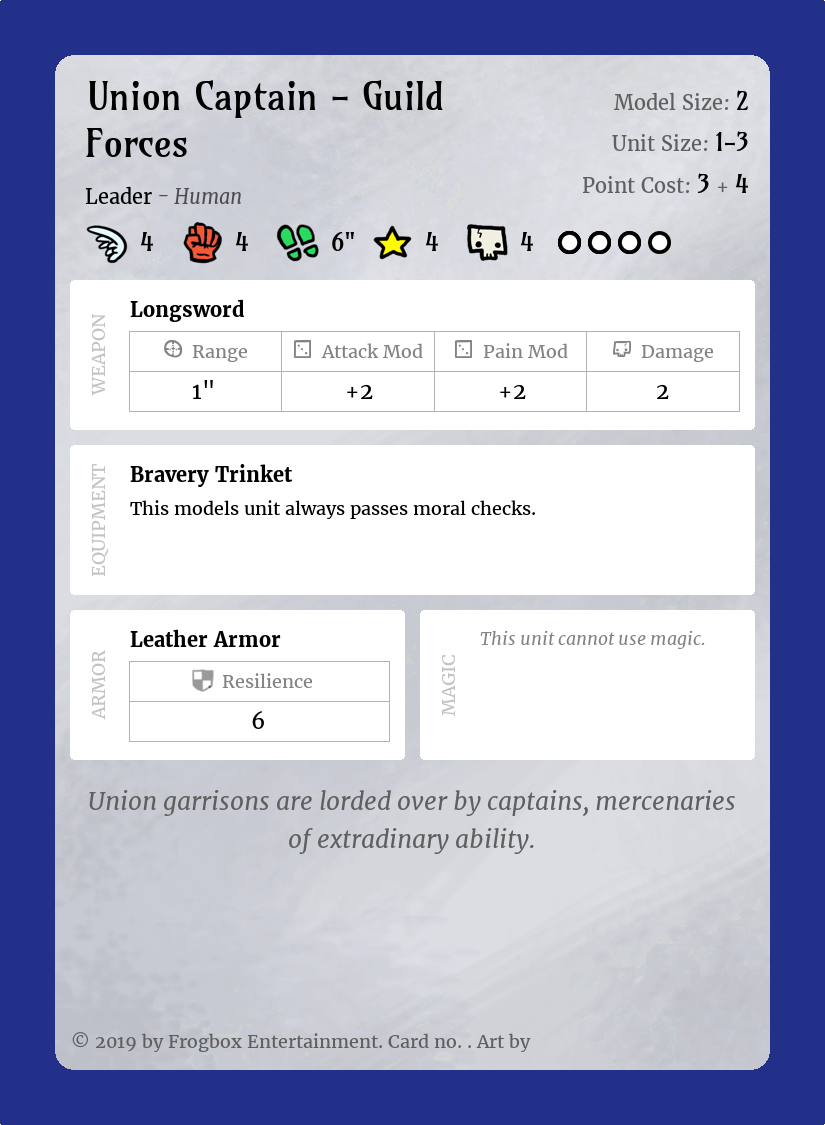 Union Captain – Guild
Forces
Model Size: 2
Unit Size: 1–3
Point Cost: 3 + 4
Leader – Human
4 4 6" 4 4
WEAPON
Longsword
Range Attack Mod Pain Mod Damage
1" +2 +2 2
EQUIPMENT
Bravery Trinket
This models unit always passes moral checks.
ARMOR
Leather Armor
Resilience
6
MAGIC
This unit cannot use magic.
Union garrisons are lorded over by captains, mercenaries
of extradinary ability.
© 2019 by Frogbox Entertainment. Card no. . Art by